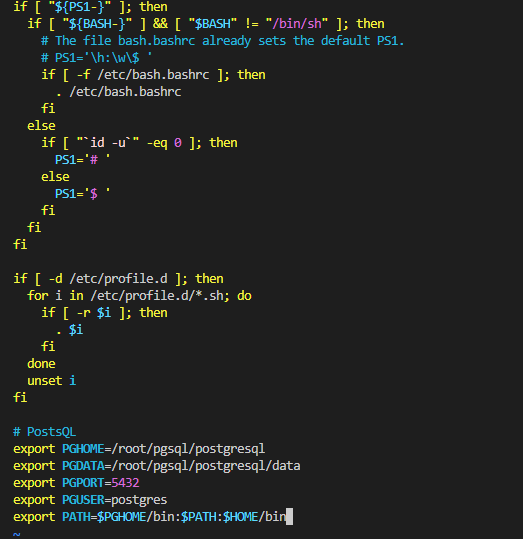 if [ "${PS1-}" ]; then
  if [ "${BASH-}" ] && [ "$BASH" != "/bin/sh" ]; then
    # The file bash.bashrc already sets the default PS1.
    # PS1='\h:\w\$ '
    if [ -f /etc/bash.bashrc ]; then
      . /etc/bash.bashrc
    fi
  else
    if [ "`id -u`" -eq 0 ]; then
      PS1='# '
    else
      PS1='$ '
    fi
  fi
fi

if [ -d /etc/profile.d ]; then
  for i in /etc/profile.d/*.sh; do
    if [ -r $i ]; then
      . $i
    fi
  done
  unset i
fi

# PostsQL
export PGHOME=/root/pgsql/postgresql
export PGDATA=/root/pgsql/postgresql/data
export PGPORT=5432
export PGUSER=postgres
export PATH=$PGHOME/bin:$PATH:$HOME/bin
~